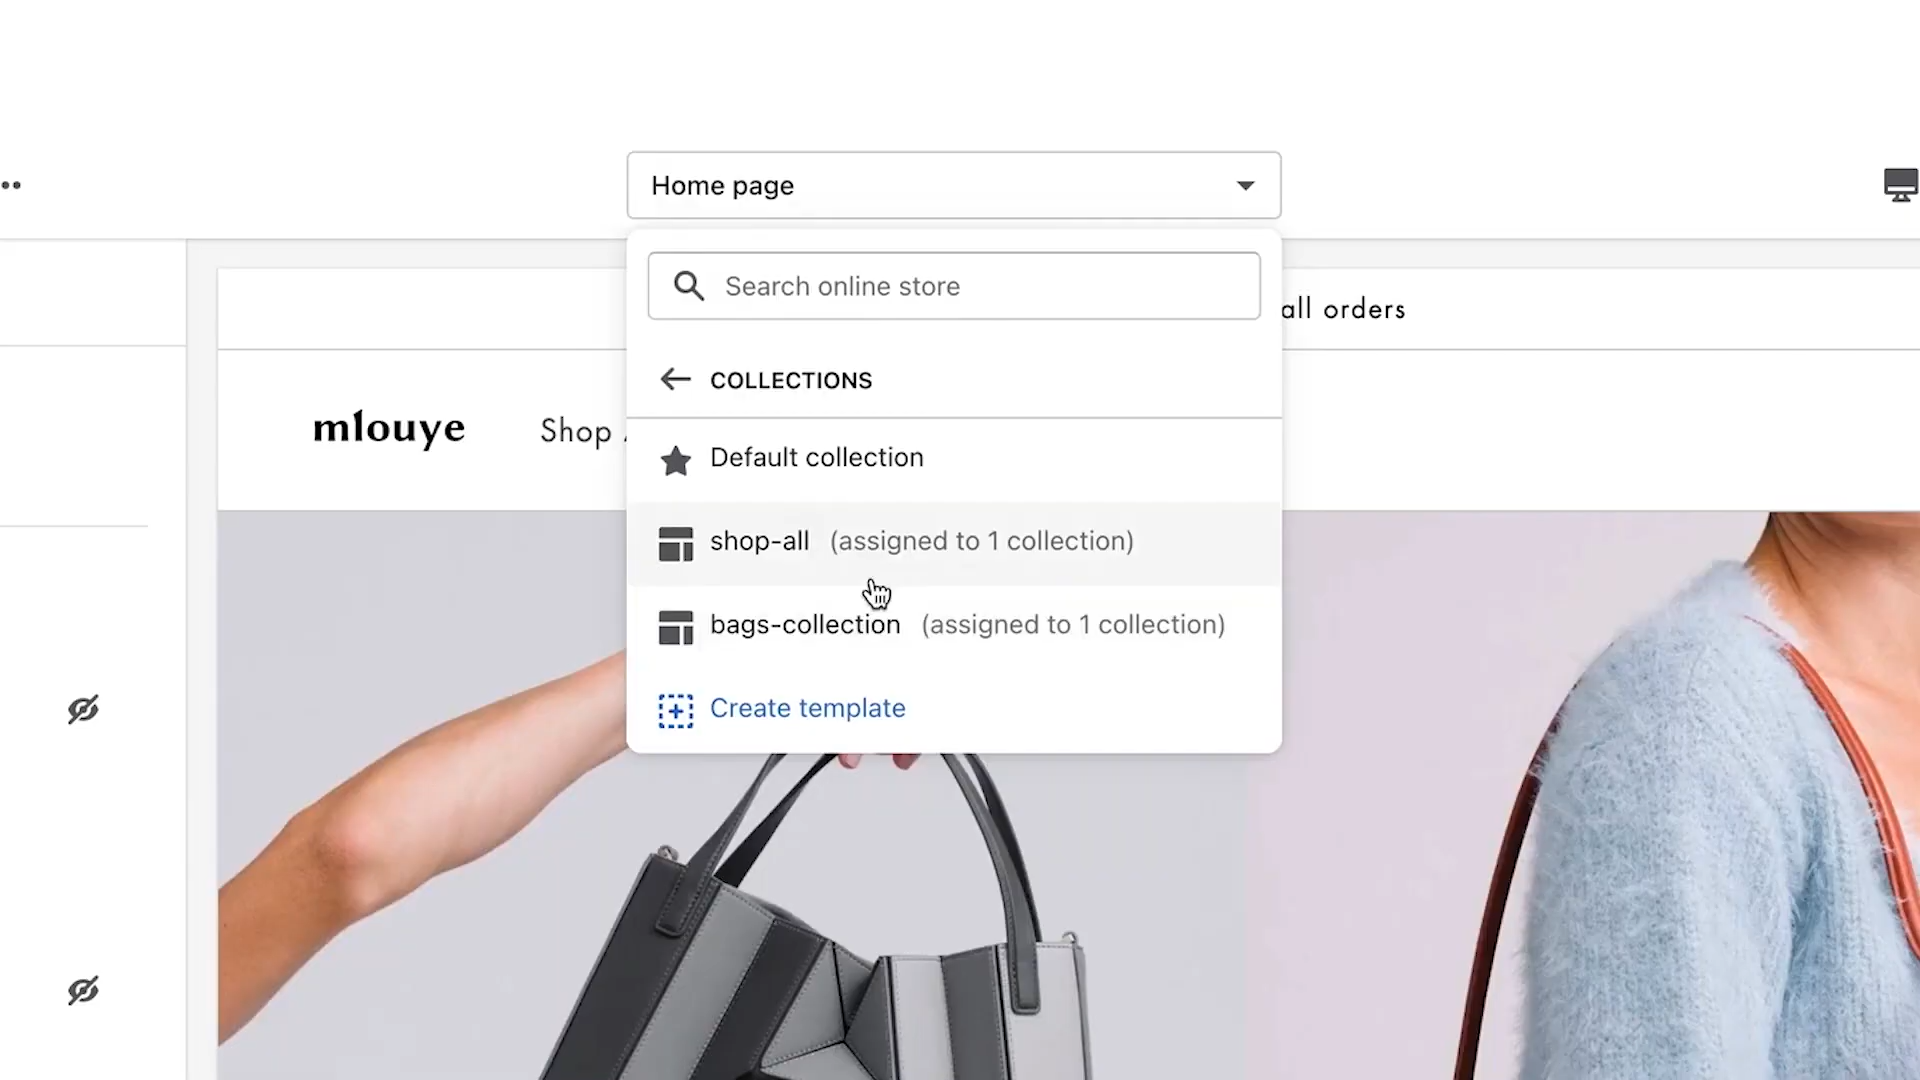 Home page
Search online store
all orders
COLLECTIONS
mlouye
Shop
Default collection
shop-all (assigned to 1 collection)
bags-collection (assigned to 1 collection)
Create template